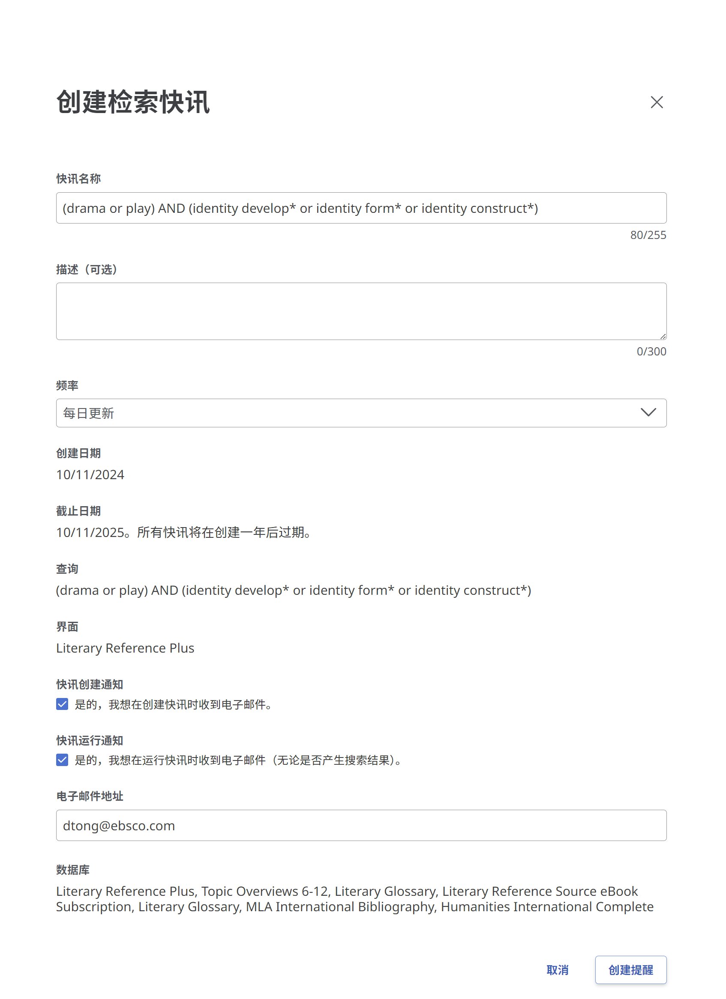 创建检索快讯
快讯名称
(drama or play) AND (identity develop* or identity form* or identity construct*)
80/255
描述（可选）
0/300
频率
每日更新
创建日期
10/11/2024
截止日期
10/11/2025。所有快讯将在创建一年后过期。
查询
(drama or play) AND (identity develop* or identity form* or identity construct*)
界面
Literary Reference Plus
快讯创建通知
是的，我想在创建快讯时收到电子邮件。
快讯运行通知
是的，我想在运行快讯时收到电子邮件（无论是否产生搜索结果）。
电子邮件地址
dtong@ebsco.com
数据库
Literary Reference Plus, Topic Overviews 6-12, Literary Glossary, Literary Reference Source eBook
Subscription, Literary Glossary, MLA International Bibliography, Humanities International Complete
取消 创建提醒